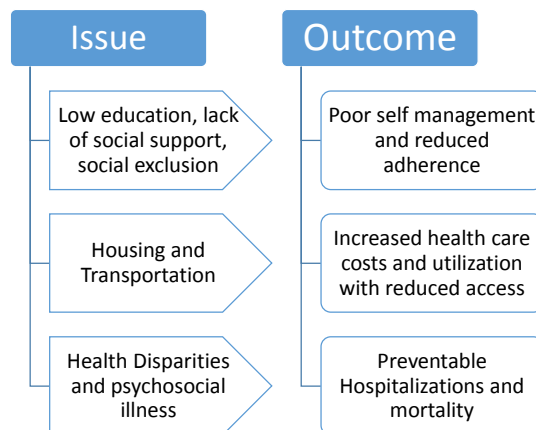 Issue
Low education, lack
of social support,
social exclusion
Housing and
Transportation
Health Disparities
and psychosocial
illness
Outcome
Poor self management
and reduced
adherence
Increased health care
costs and utilization
with reduced access
Preventable
Hospitalizations and
mortality